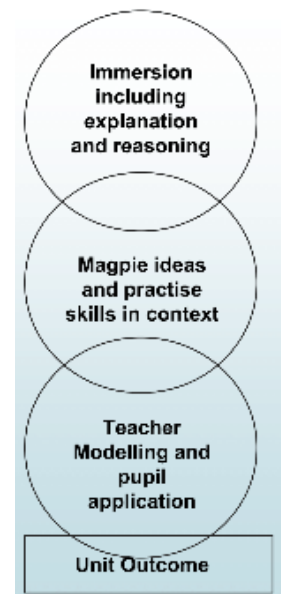 Immersion
including
explanation
and reasoning
Magpie ideas
and practise
skills in context
Teacher
Modelling and
pupil
application
Unit Outcome